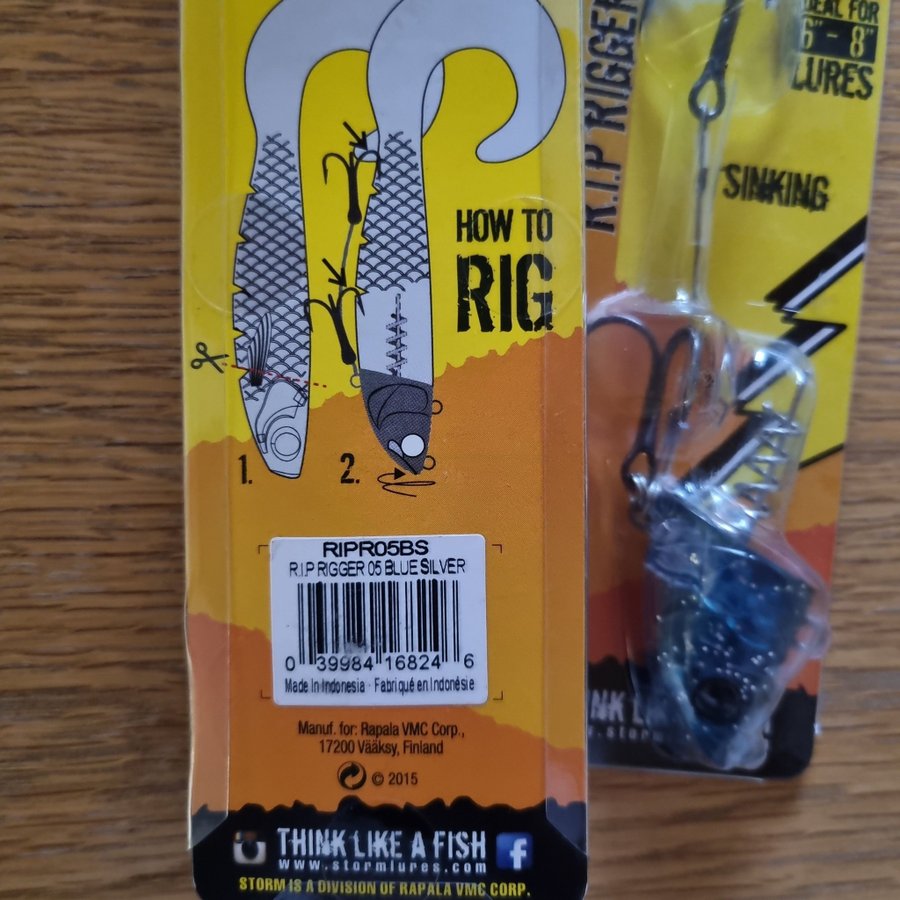 HOW TO
RIG
1.
2.
RIPR05BS
R.I.P RIGGER 05 BLUE SILVER
0 39984 16824 6
Made In Indonesia · Fabriqué en Indonésie
Manuf. for: Rapala VMC Corp.,
17200 Vääksy, Finland
© 2015
THINK LIKE A FISH
www.stormlures.com
STORM IS A DIVISION OF RAPALA VMC CORP.
R.I.P RIGGER
IDEAL FOR
6" - 8"
LURES
SINKING